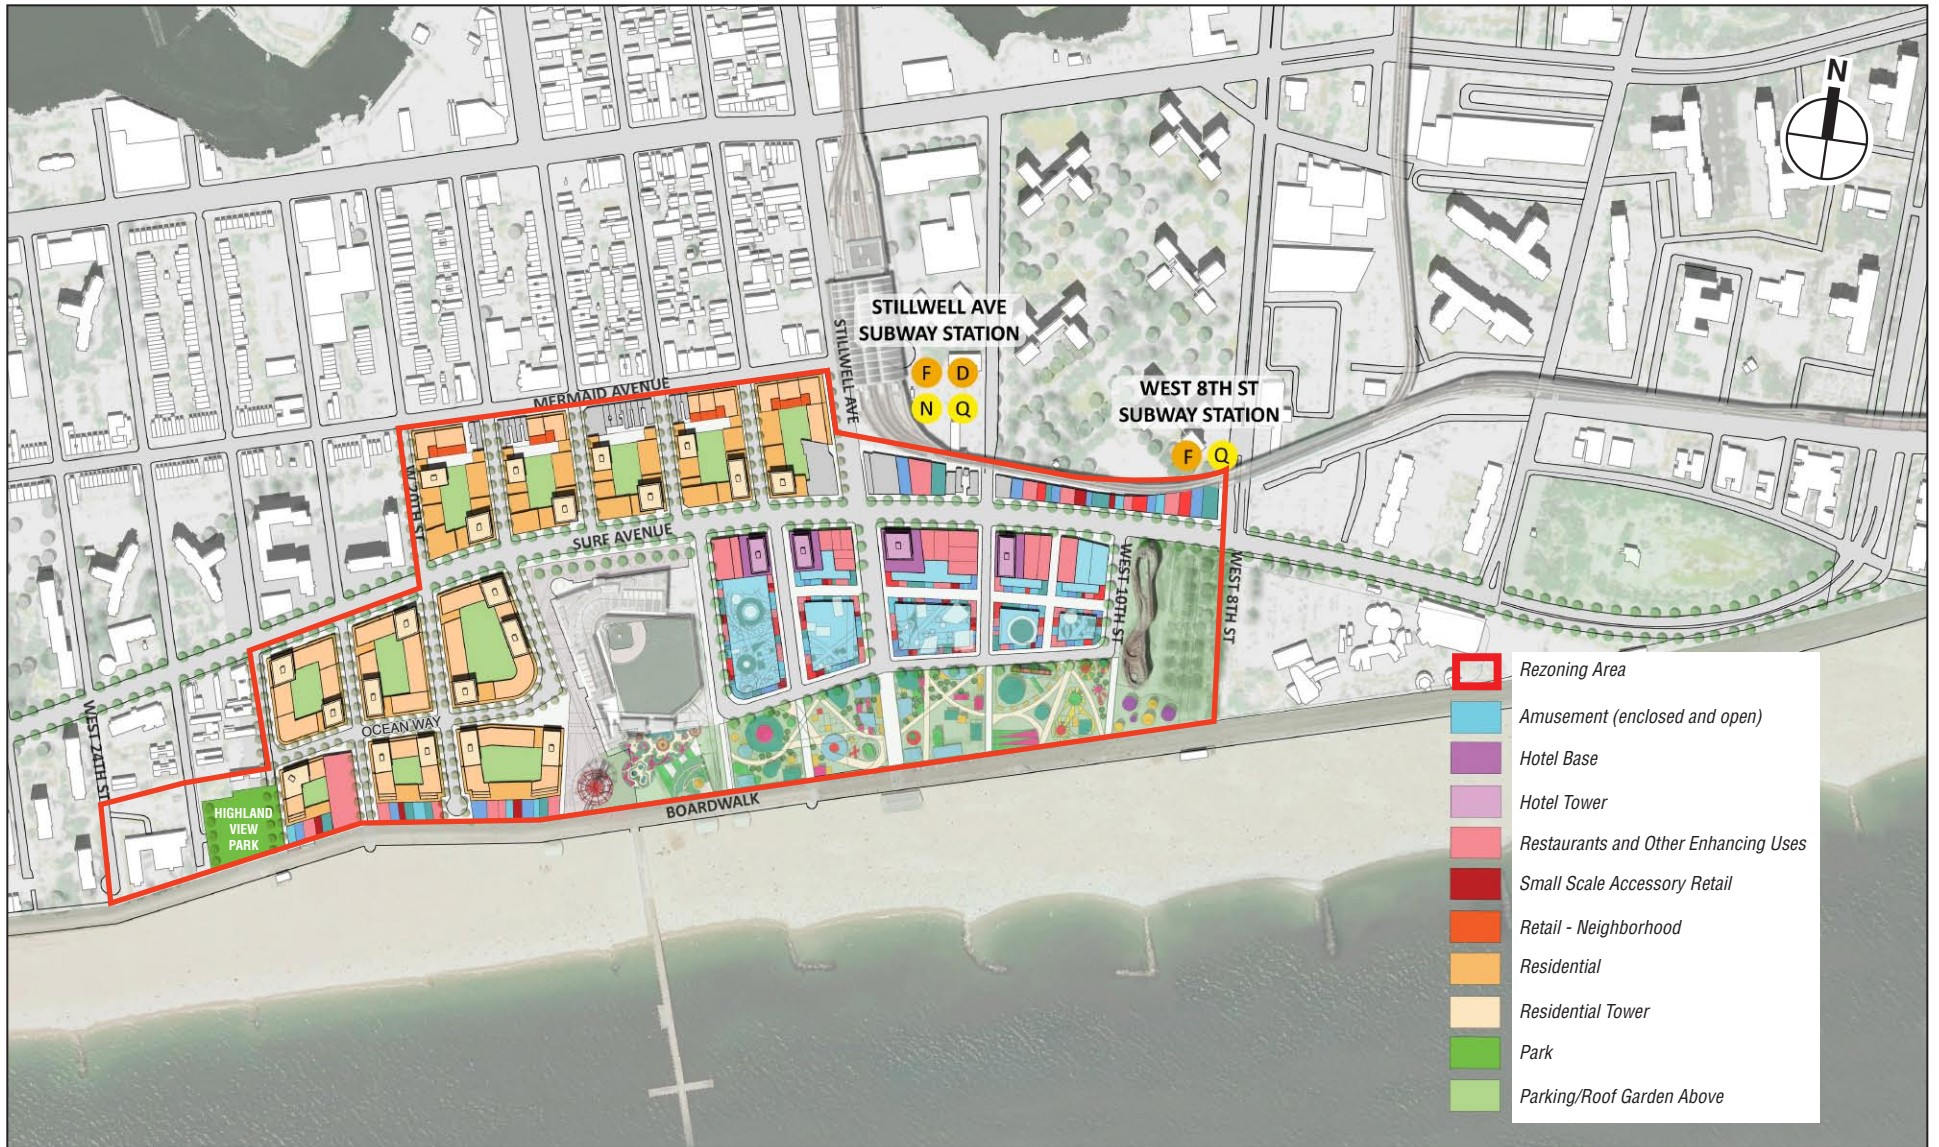 N
STILLWELL AVE
SUBWAY STATION
F D
N Q
WEST 8TH ST
SUBWAY STATION
F Q
STILLWELL AVE
MERMAID AVENUE
W 20TH ST
SURF AVENUE
WEST 10TH ST
WEST 8TH ST
OCEAN WAY
WEST 24TH ST
HIGHLAND
VIEW
PARK
BOARDWALK
Rezoning Area
Amusement (enclosed and open)
Hotel Base
Hotel Tower
Restaurants and Other Enhancing Uses
Small Scale Accessory Retail
Retail - Neighborhood
Residential
Residential Tower
Park
Parking/Roof Garden Above